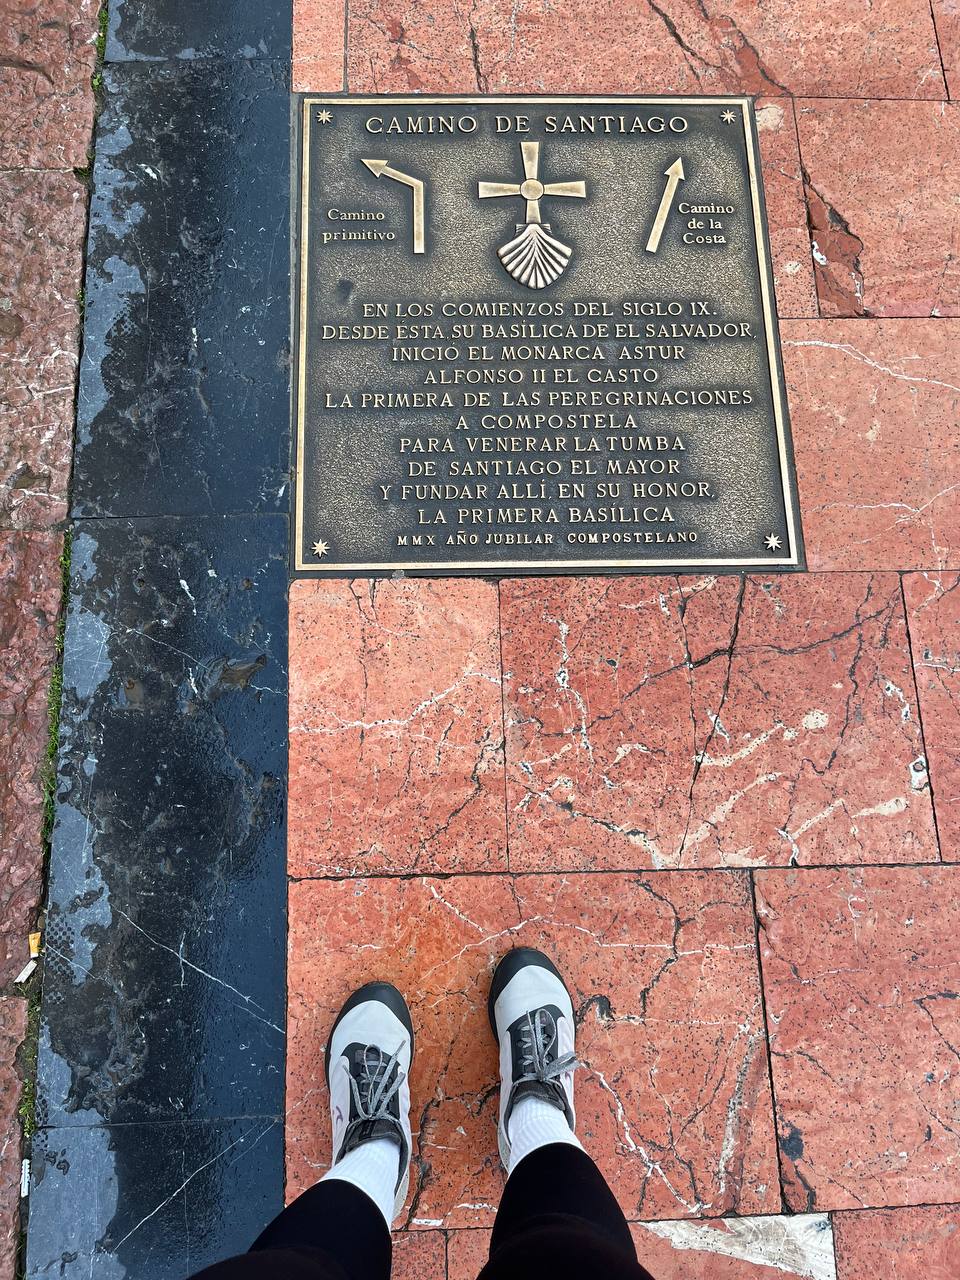 CAMINO DE SANTIAGO
Camino
primitivo
Camino
de la
Costa
EN LOS COMIENZOS DEL SIGLO IX.
DESDE ÉSTA, SU BASÍLICA DE EL SALVADOR,
INICIÓ EL MONARCA ASTUR
ALFONSO II EL CASTO
LA PRIMERA DE LAS PEREGRINACIONES
A COMPOSTELA
PARA VENERAR LA TUMBA
DE SANTIAGO EL MAYOR
Y FUNDAR ALLÍ, EN SU HONOR,
LA PRIMERA BASÍLICA
MMX AÑO JUBILAR COMPOSTELANO